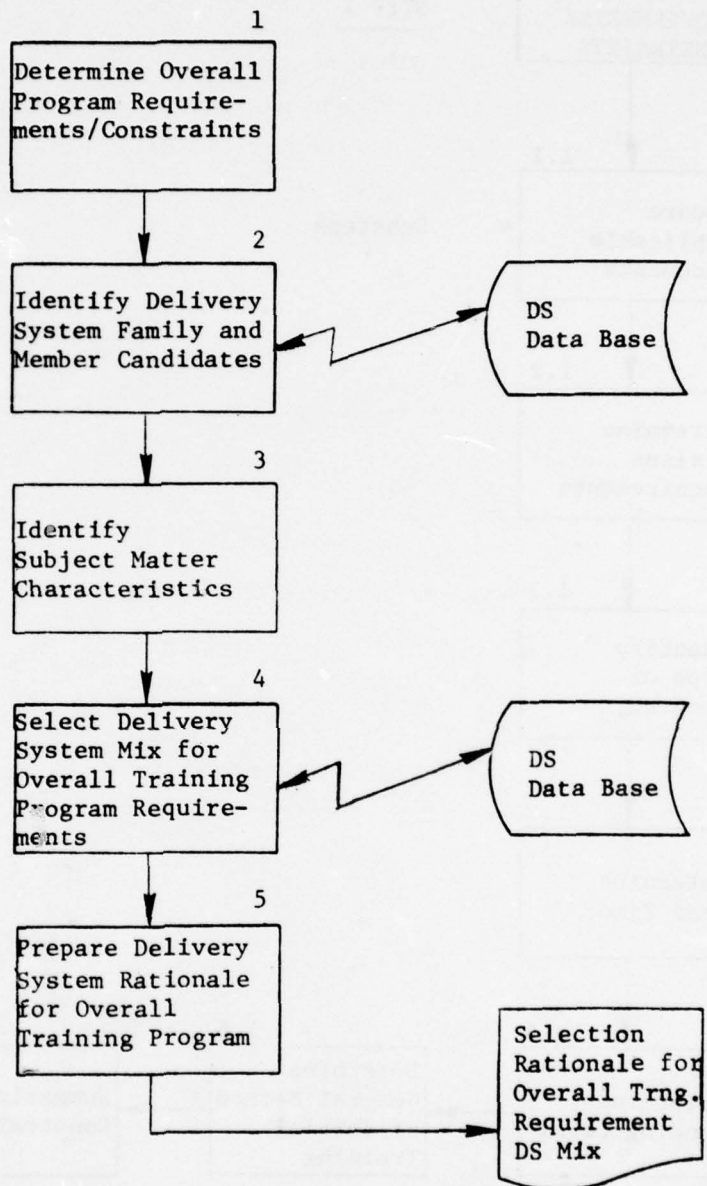 1
Determine Overall
Program Require-
ments/Constraints
2
Identify Delivery
System Family and
Member Candidates
DS
Data Base
3
Identify
Subject Matter
Characteristics
4
Select Delivery
System Mix for
Overall Training
Program Require-
ments
DS
Data Base
5
Prepare Delivery
System Rationale
for Overall
Training Program
Selection
Rationale for
Overall Trng.
Requirement
DS Mix